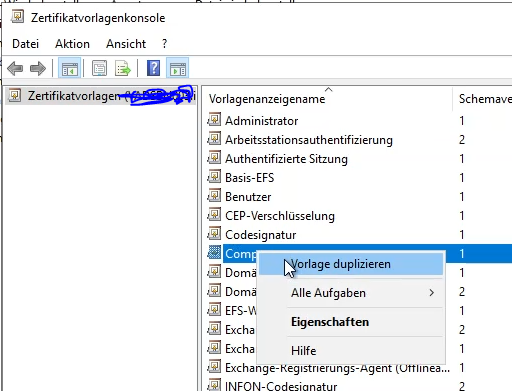 Zertifikatvorlagenkonsole
Datei Aktion Ansicht ?
Zertifikatvorlagen
Vorlagenanzeigename Schemave
Administrator 1
Arbeitsstationsauthentifizierung 2
Authentifizierte Sitzung 1
Basis-EFS 1
Benutzer 1
CEP-Verschlüsselung 1
Codesignatur 1
Comp 1
Vorlage duplizieren
Domä 1
Alle Aufgaben
Domä 2
EFS-W 1
Eigenschaften
Excha 1
Excha 1
Hilfe
Exchange-Registrierungs-Agent (Offlinea... 1
INFON-Codesignatur 2